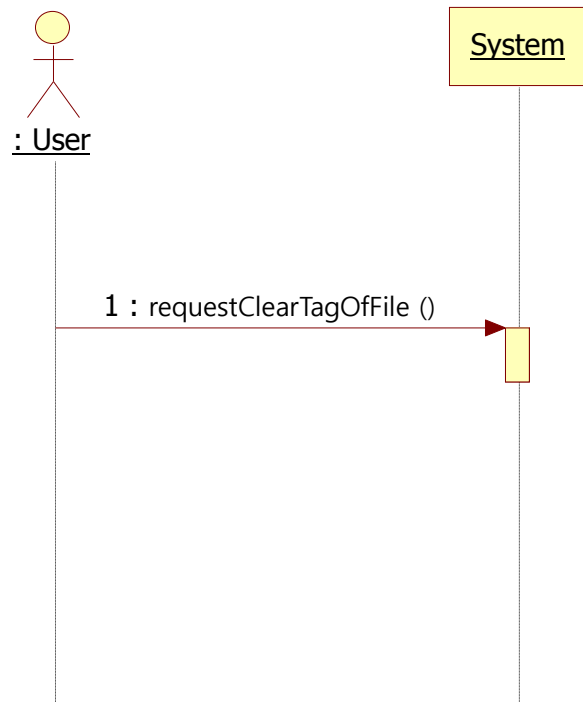 System
: User
1 : requestClearTagOfFile ()